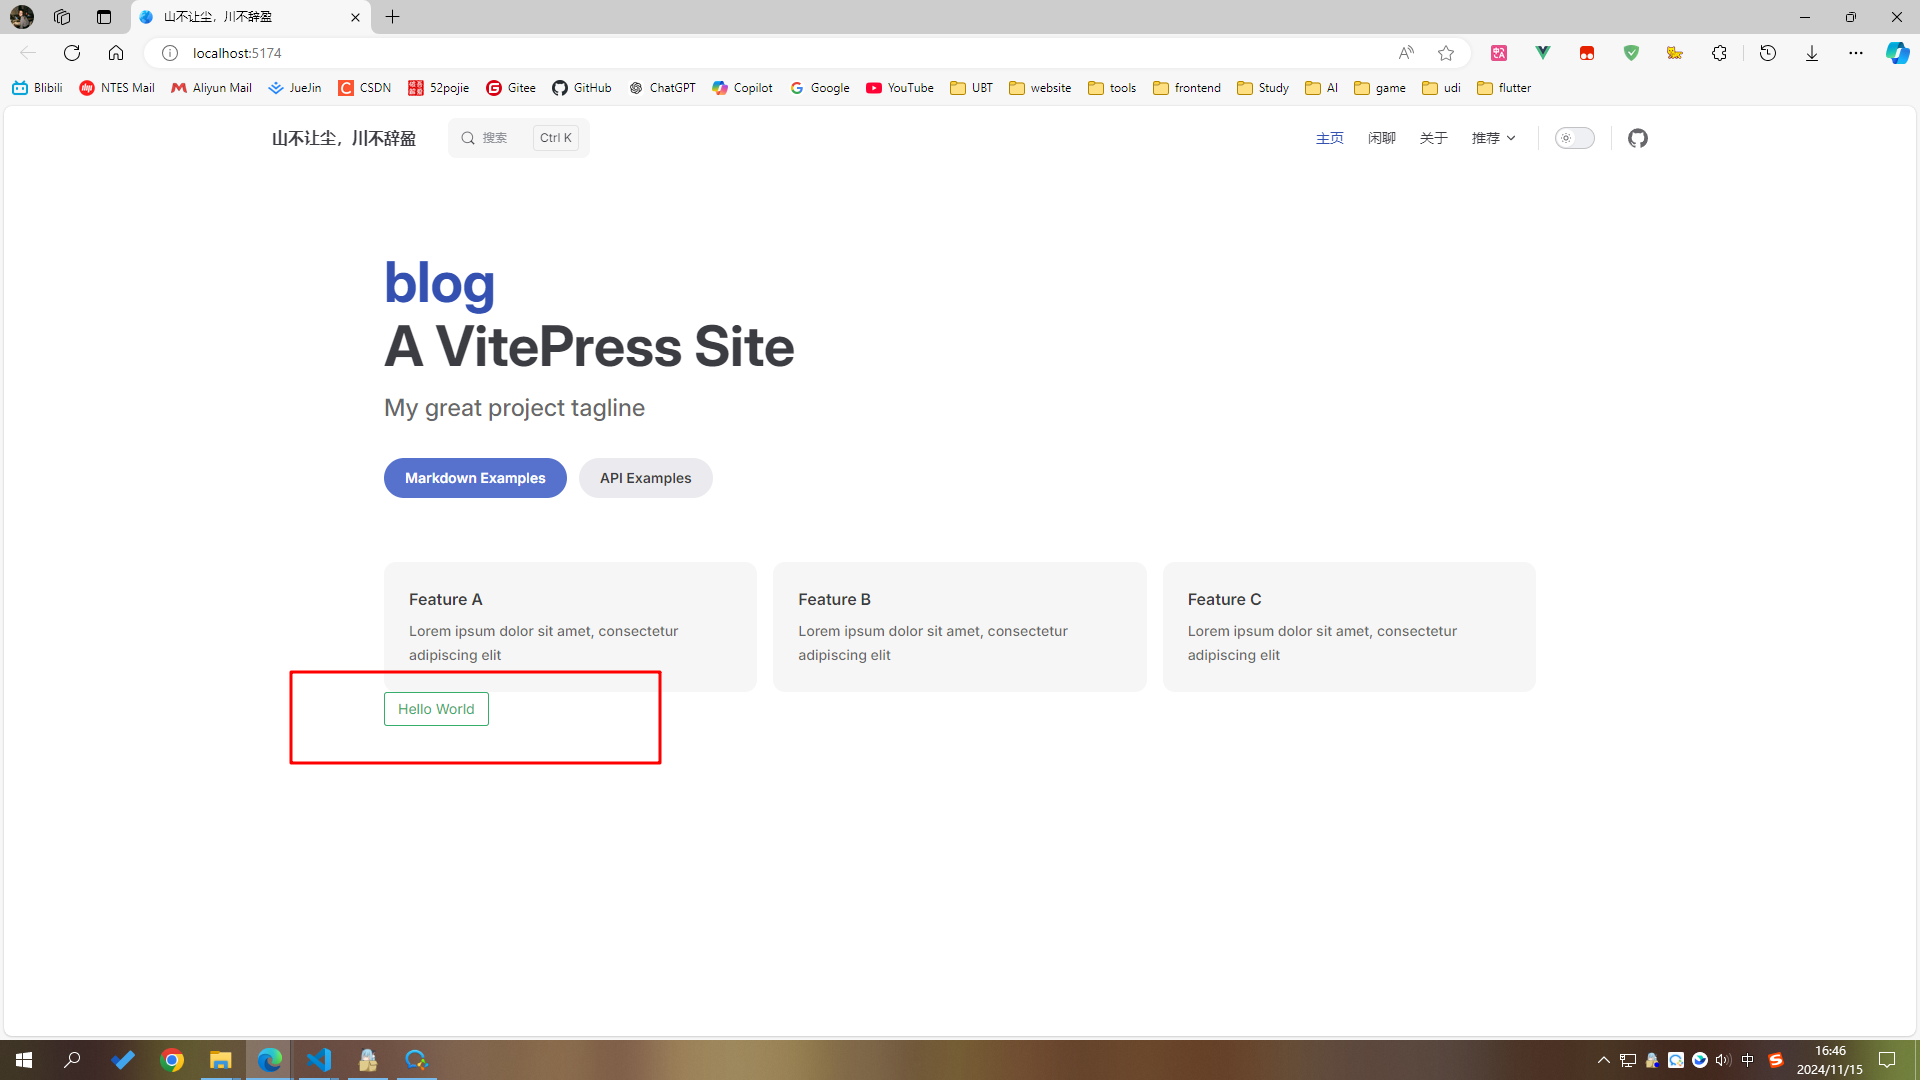 山不让尘，川不辞盈
localhost:5174
Blibili NTES Mail Aliyun Mail JueJin CSDN 52pojie Gitee GitHub ChatGPT Copilot Google YouTube UBT website tools frontend Study AI game udi flutter
山不让尘，川不辞盈 搜索 Ctrl K 主页 闲聊 关于 推荐
blog
A VitePress Site
My great project tagline
Markdown Examples API Examples
Feature A
Lorem ipsum dolor sit amet, consectetur
adipiscing elit
Feature B
Lorem ipsum dolor sit amet, consectetur
adipiscing elit
Feature C
Lorem ipsum dolor sit amet, consectetur
adipiscing elit
Hello World
中
16:46
2024/11/15